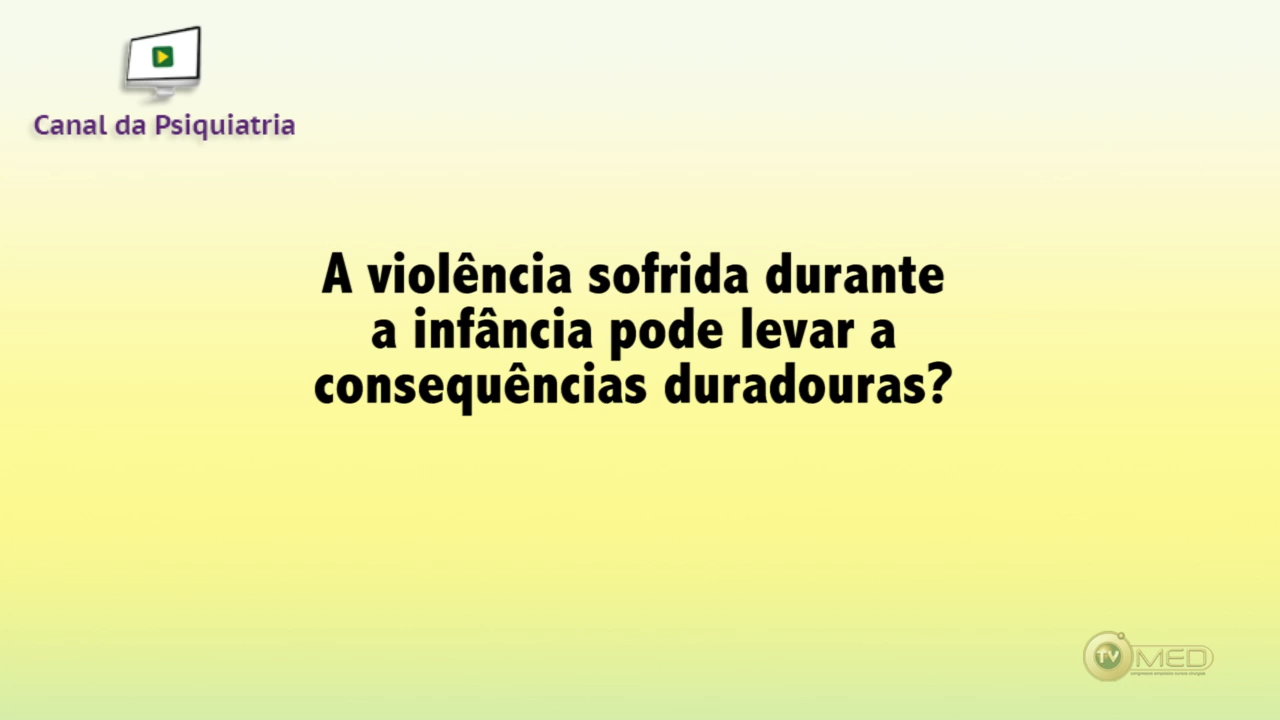 Canal da Psiquiatria
A violência sofrida durante
a infância pode levar a
consequências duradouras?
TV MED